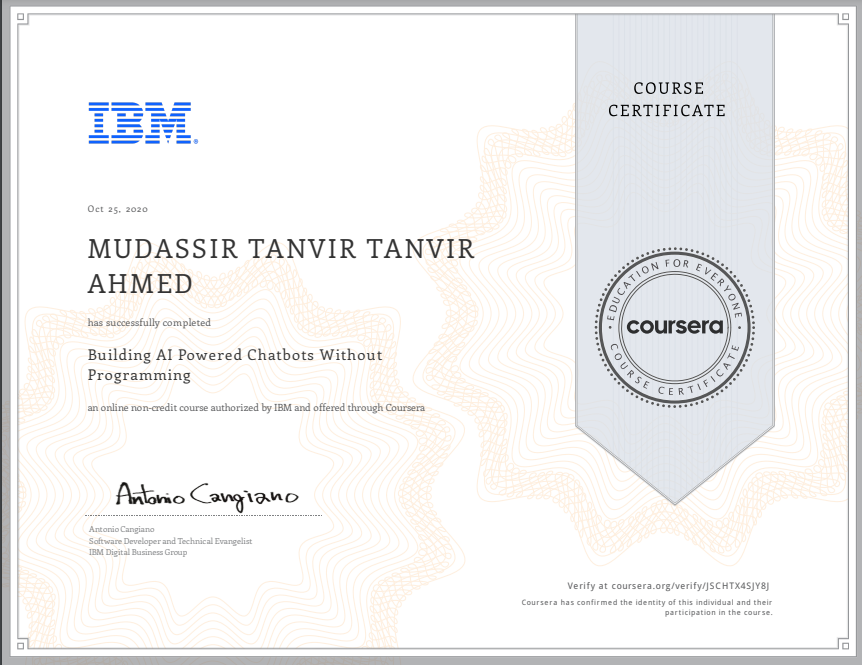 COURSE
CERTIFICATE
IBM®
Oct 25, 2020
MUDASSIR TANVIR TANVIR
AHMED
has successfully completed
Building AI Powered Chatbots Without
Programming
an online non-credit course authorized by IBM and offered through Coursera
EDUCATION FOR EVERYONE
coursera
COURSE CERTIFICATE
Antonio Cangiano
Antonio Cangiano
Software Developer and Technical Evangelist
IBM Digital Business Group
Verify at coursera.org/verify/JSCHTX4SJY8J
Coursera has confirmed the identity of this individual and their
participation in the course.